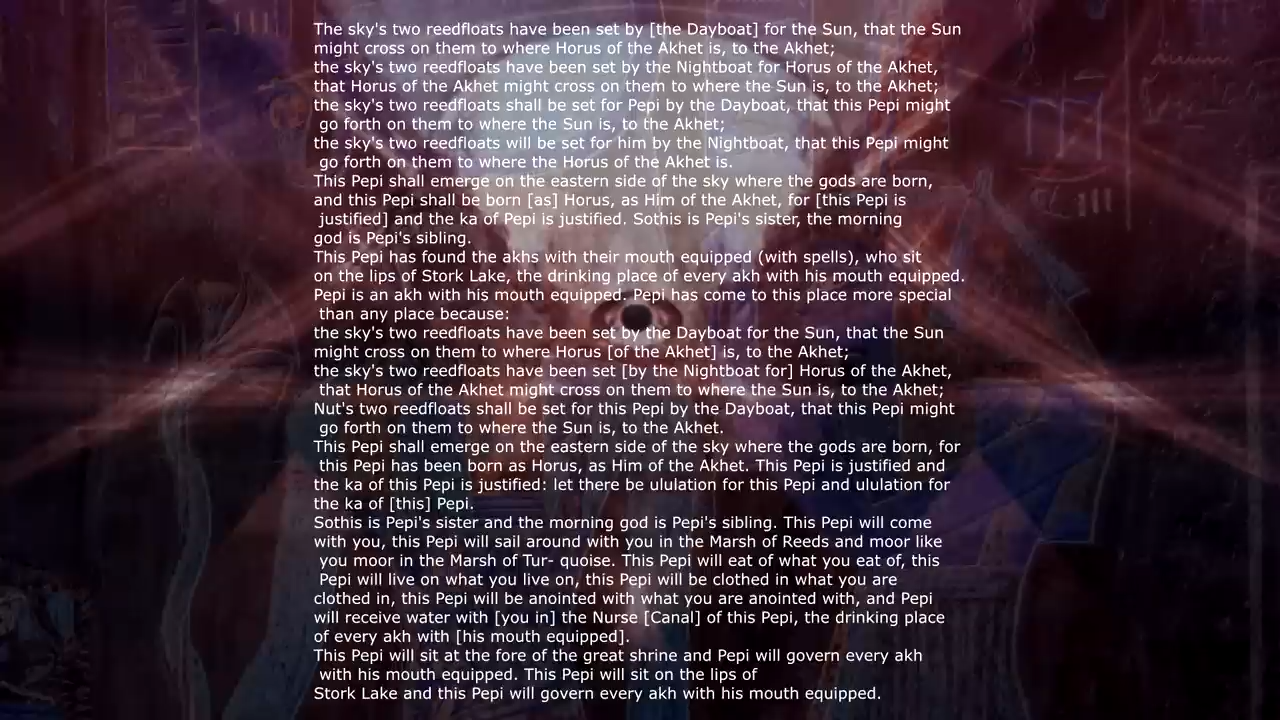 The sky's two reedfloats have been set by [the Dayboat] for the Sun, that the Sun
might cross on them to where Horus of the Akhet is, to the Akhet;
the sky's two reedfloats have been set by the Nightboat for Horus of the Akhet,
that Horus of the Akhet might cross on them to where the Sun is, to the Akhet;
the sky's two reedfloats shall be set for Pepi by the Dayboat, that this Pepi might
go forth on them to where the Sun is, to the Akhet;
the sky's two reedfloats will be set for him by the Nightboat, that this Pepi might
go forth on them to where the Horus of the Akhet is.
This Pepi shall emerge on the eastern side of the sky where the gods are born,
and this Pepi shall be born [as] Horus, as Him of the Akhet, for [this Pepi is
justified] and the ka of Pepi is justified. Sothis is Pepi's sister, the morning
god is Pepi's sibling.
This Pepi has found the akhs with their mouth equipped (with spells), who sit
on the lips of Stork Lake, the drinking place of every akh with his mouth equipped.
Pepi is an akh with his mouth equipped. Pepi has come to this place more special
than any place because:
the sky's two reedfloats have been set by the Dayboat for the Sun, that the Sun
might cross on them to where Horus [of the Akhet] is, to the Akhet;
the sky's two reedfloats have been set [by the Nightboat for] Horus of the Akhet,
that Horus of the Akhet might cross on them to where the Sun is, to the Akhet;
Nut's two reedfloats shall be set for this Pepi by the Dayboat, that this Pepi might
go forth on them to where the Sun is, to the Akhet.
This Pepi shall emerge on the eastern side of the sky where the gods are born, for
this Pepi has been born as Horus, as Him of the Akhet. This Pepi is justified and
the ka of this Pepi is justified: let there be ululation for this Pepi and ululation for
the ka of [this] Pepi.
Sothis is Pepi's sister and the morning god is Pepi's sibling. This Pepi will come
with you, this Pepi will sail around with you in the Marsh of Reeds and moor like
you moor in the Marsh of Tur- quoise. This Pepi will eat of what you eat of, this
Pepi will live on what you live on, this Pepi will be clothed in what you are
clothed in, this Pepi will be anointed with what you are anointed with, and Pepi
will receive water with [you in] the Nurse [Canal] of this Pepi, the drinking place
of every akh with [his mouth equipped].
This Pepi will sit at the fore of the great shrine and Pepi will govern every akh
with his mouth equipped. This Pepi will sit on the lips of
Stork Lake and this Pepi will govern every akh with his mouth equipped.